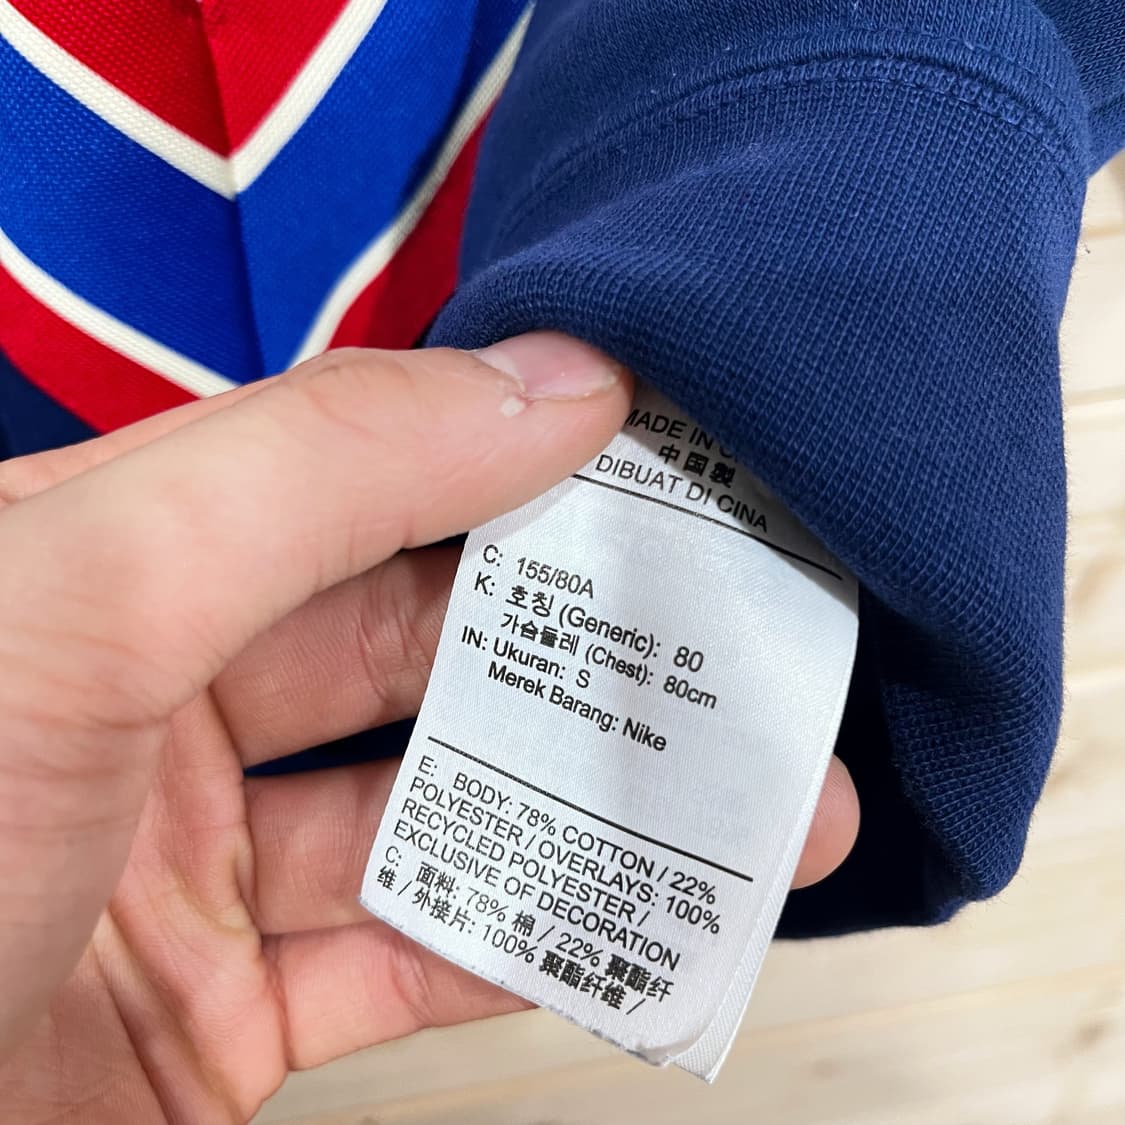 MADE IN
中国製
DIBUAT DI CINA
C: 155/80A
K: 호칭 (Generic): 80
가슴둘레 (Chest): 80cm
IN: Ukuran: S
Merek Barang: Nike
E: BODY: 78% COTTON / 22%
POLYESTER / OVERLAYS: 100%
RECYCLED POLYESTER /
EXCLUSIVE OF DECORATION
C: 面料: 78% 棉 / 22% 聚酯纤
维 / 外接片: 100% 聚酯纤维 /